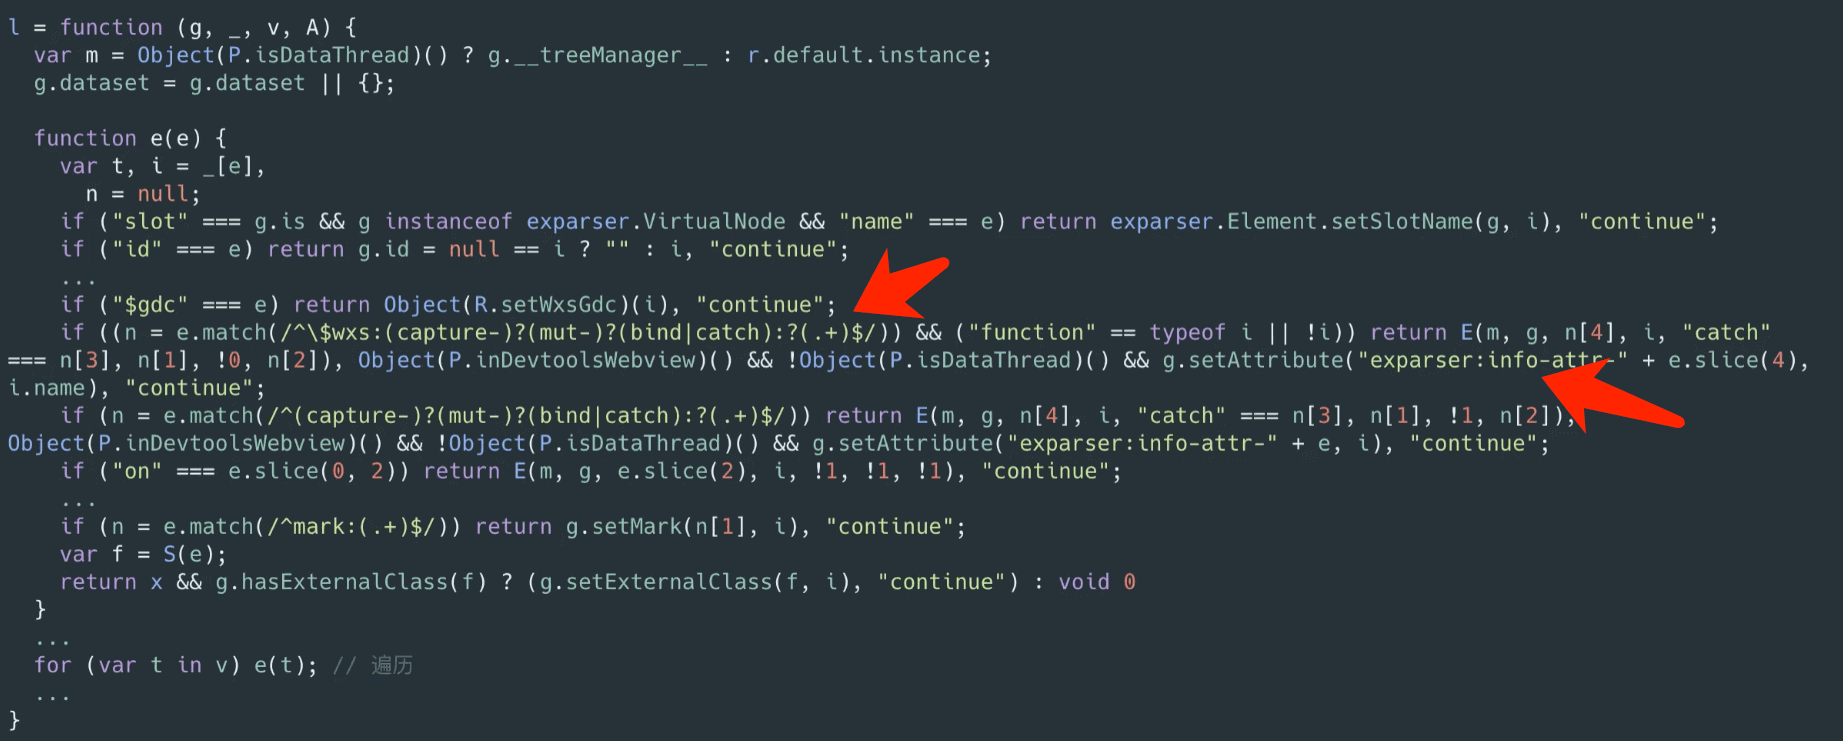 l = function (g, _, v, A) {
var m = Object(P.isDataThread)() ? g.__treeManager__ : r.default.instance;
g.dataset = g.dataset || {};
function e(e) {
var t, i = _[e],
n = null;
if ("slot" === g.is && g instanceof exparser.VirtualNode && "name" === e) return exparser.Element.setSlotName(g, i), "continue";
if ("id" === e) return g.id = null == i ? "" : i, "continue";
...
if ("$gdc" === e) return Object(R.setWxsGdc)(i), "continue";
if ((n = e.match(/^\$wxs:(capture-)?(mut-)?(bind|catch):?(.+)$/)) && ("function" == typeof i || !i)) return E(m, g, n[4], i, "catch"
=== n[3], n[1], !0, n[2]), Object(P.inDevtoolsWebview)() && !Object(P.isDataThread)() && g.setAttribute("exparser:info-attr-" + e.slice(4),
i.name), "continue";
if (n = e.match(/^(capture-)?(mut-)?(bind|catch):?(.+)$/)) return E(m, g, n[4], i, "catch" === n[3], n[1], !1, n[2]),
Object(P.inDevtoolsWebview)() && !Object(P.isDataThread)() && g.setAttribute("exparser:info-attr-" + e, i), "continue";
if ("on" === e.slice(0, 2)) return E(m, g, e.slice(2), i, !1, !1, !1), "continue";
...
if (n = e.match(/^mark:(.+)$/)) return g.setMark(n[1], i), "continue";
var f = S(e);
return x && g.hasExternalClass(f) ? (g.setExternalClass(f, i), "continue") : void 0
}
...
for (var t in v) e(t); // 遍历
...
}